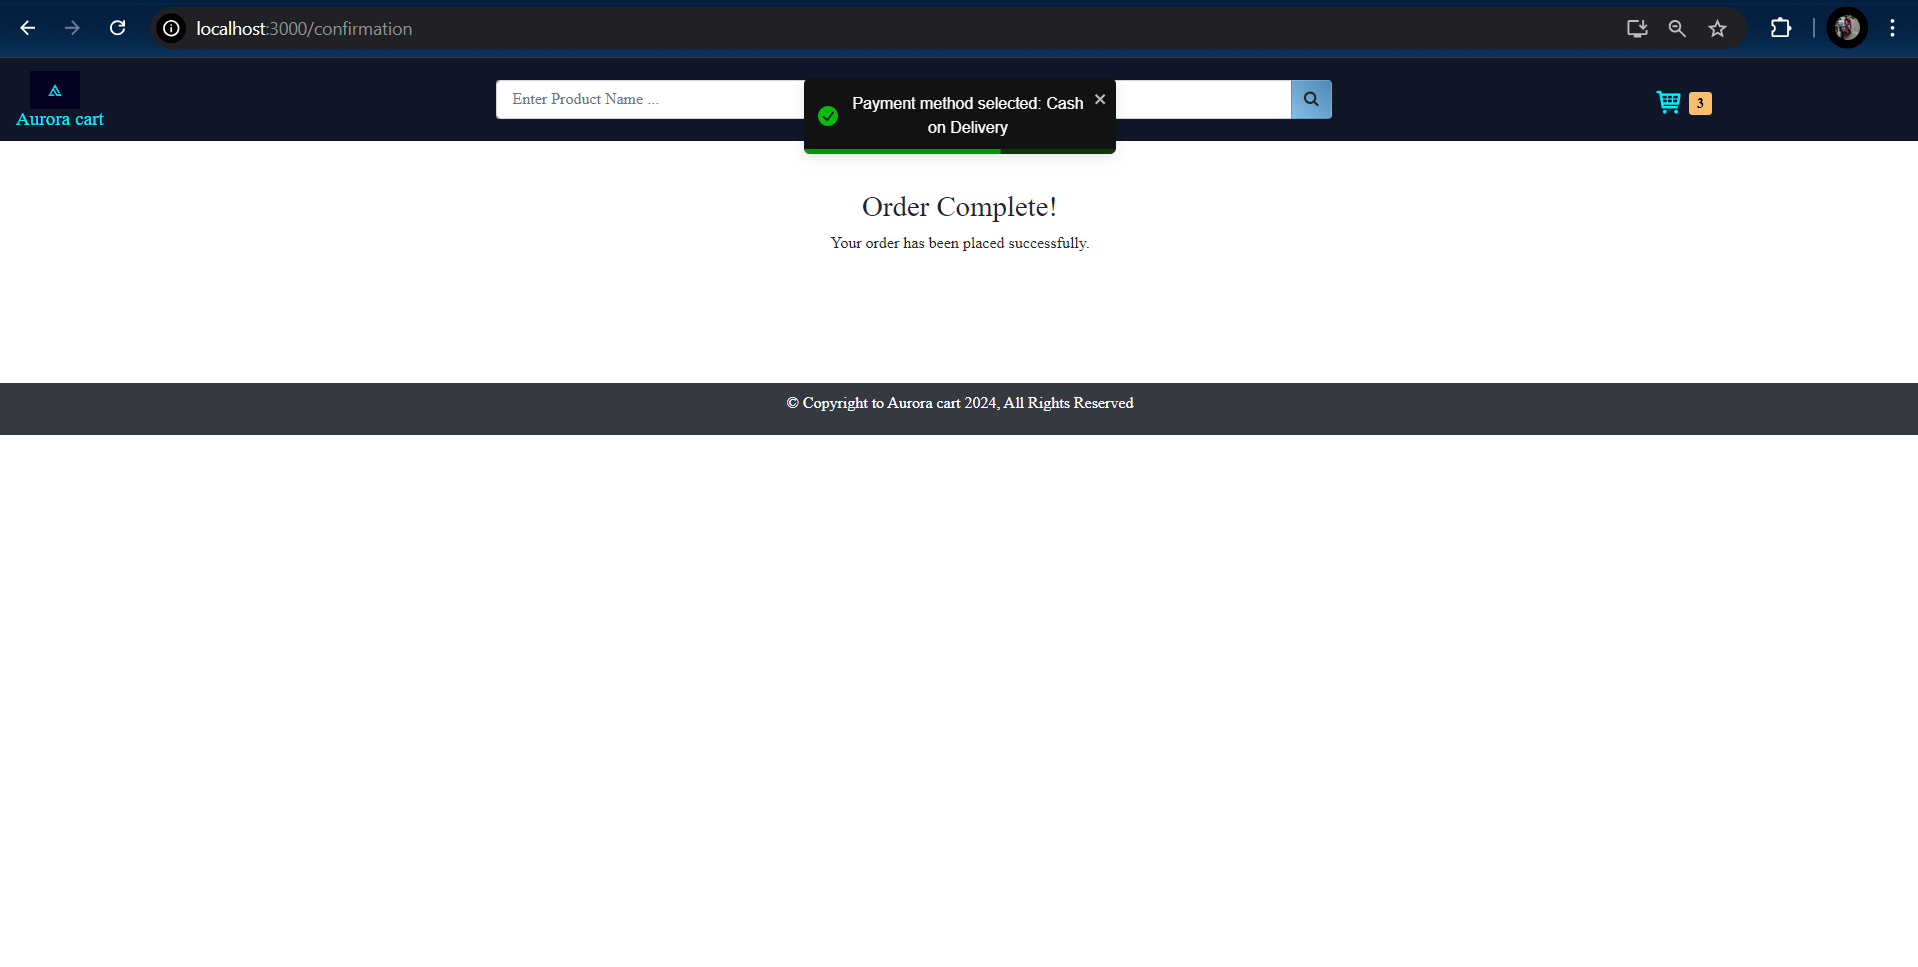 localhost:3000/confirmation
Aurora cart
Enter Product Name ...
Payment method selected: Cash
on Delivery
3
Order Complete!
Your order has been placed successfully.
© Copyright to Aurora cart 2024, All Rights Reserved